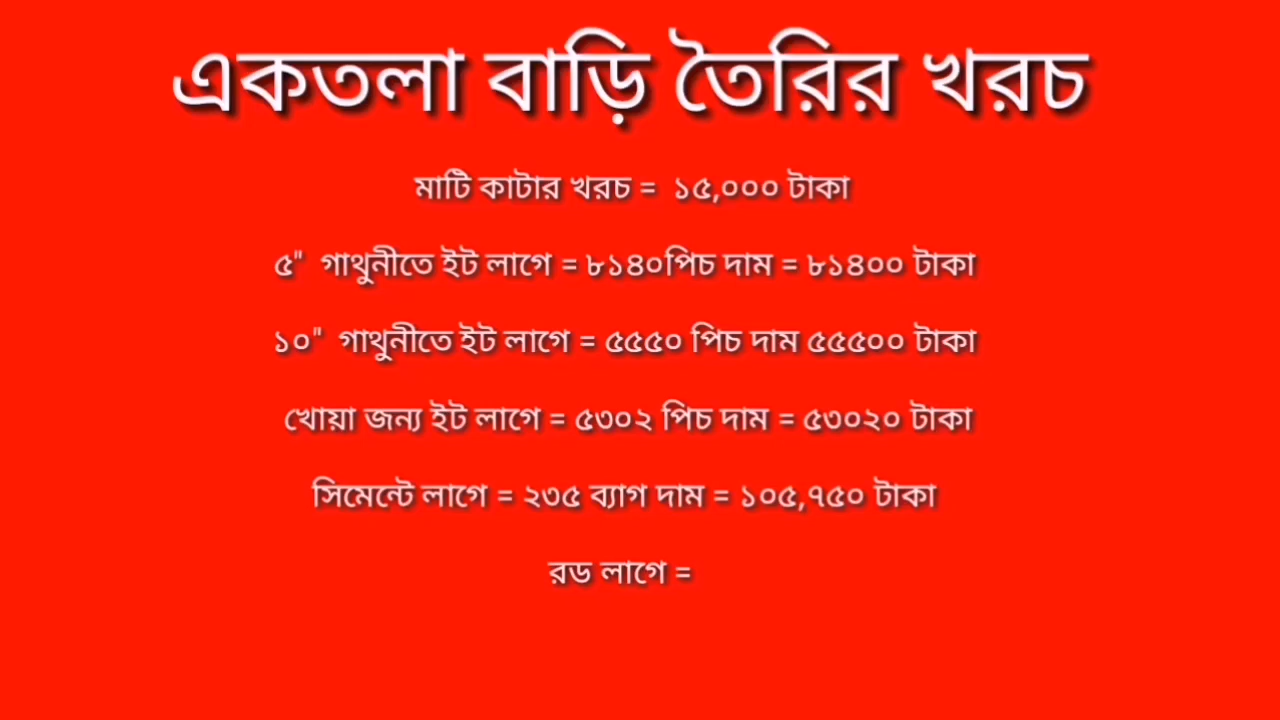 একতলা বাড়ি তৈরির খরচ
মাটি কাটার খরচ = ১৫,০০০ টাকা
৫" গাথুনীতে ইট লাগে = ৮১৪০পিচ দাম = ৮১৪০০ টাকা
১০" গাথুনীতে ইট লাগে = ৫৫৫০ পিচ দাম ৫৫৫০০ টাকা
খোয়া জন্য ইট লাগে = ৫৩০২ পিচ দাম = ৫৩০২০ টাকা
সিমেন্টে লাগে = ২৩৫ ব্যাগ দাম = ১০৫,৭৫০ টাকা
রড লাগে =